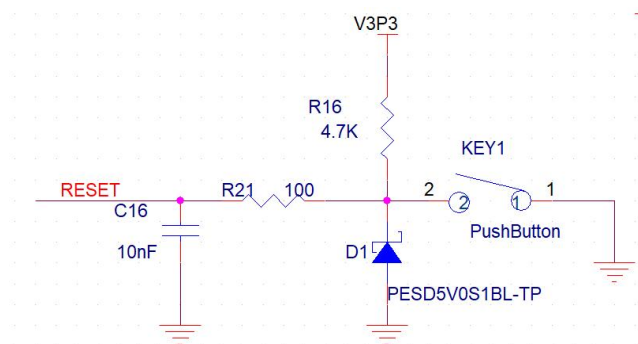 V3P3
R16
4.7K
KEY1
RESET
R21 100
2 1
2 1
C16
PushButton
10nF
D1
PESD5V0S1BL-TP